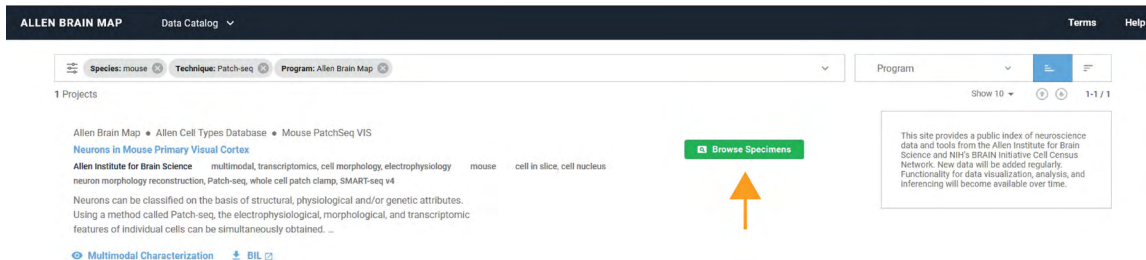 ALLEN BRAIN MAP Data Catalog Terms Help
Species: mouse Technique: Patch-seq Program: Allen Brain Map Program
1 Projects Show 10 1-1 / 1
Allen Brain Map ● Allen Cell Types Database ● Mouse PatchSeq VIS
Neurons in Mouse Primary Visual Cortex
Allen Institute for Brain Science multimodal, transcriptomics, cell morphology, electrophysiology mouse cell in slice, cell nucleus
neuron morphology reconstruction, Patch-seq, whole cell patch clamp, SMART-seq v4
Neurons can be classified on the basis of structural, physiological and/or genetic attributes.
Using a method called Patch-seq, the electrophysiological, morphological, and transcriptomic
features of individual cells can be simultaneously obtained. ...
Multimodal Characterization BIL
Browse Specimens
This site provides a public index of neuroscience
data and tools from the Allen Institute for Brain
Science and NIH's BRAIN Initiative Cell Census
Network. New data will be added regularly.
Functionality for data visualization, analysis, and
inferencing will become available over time.